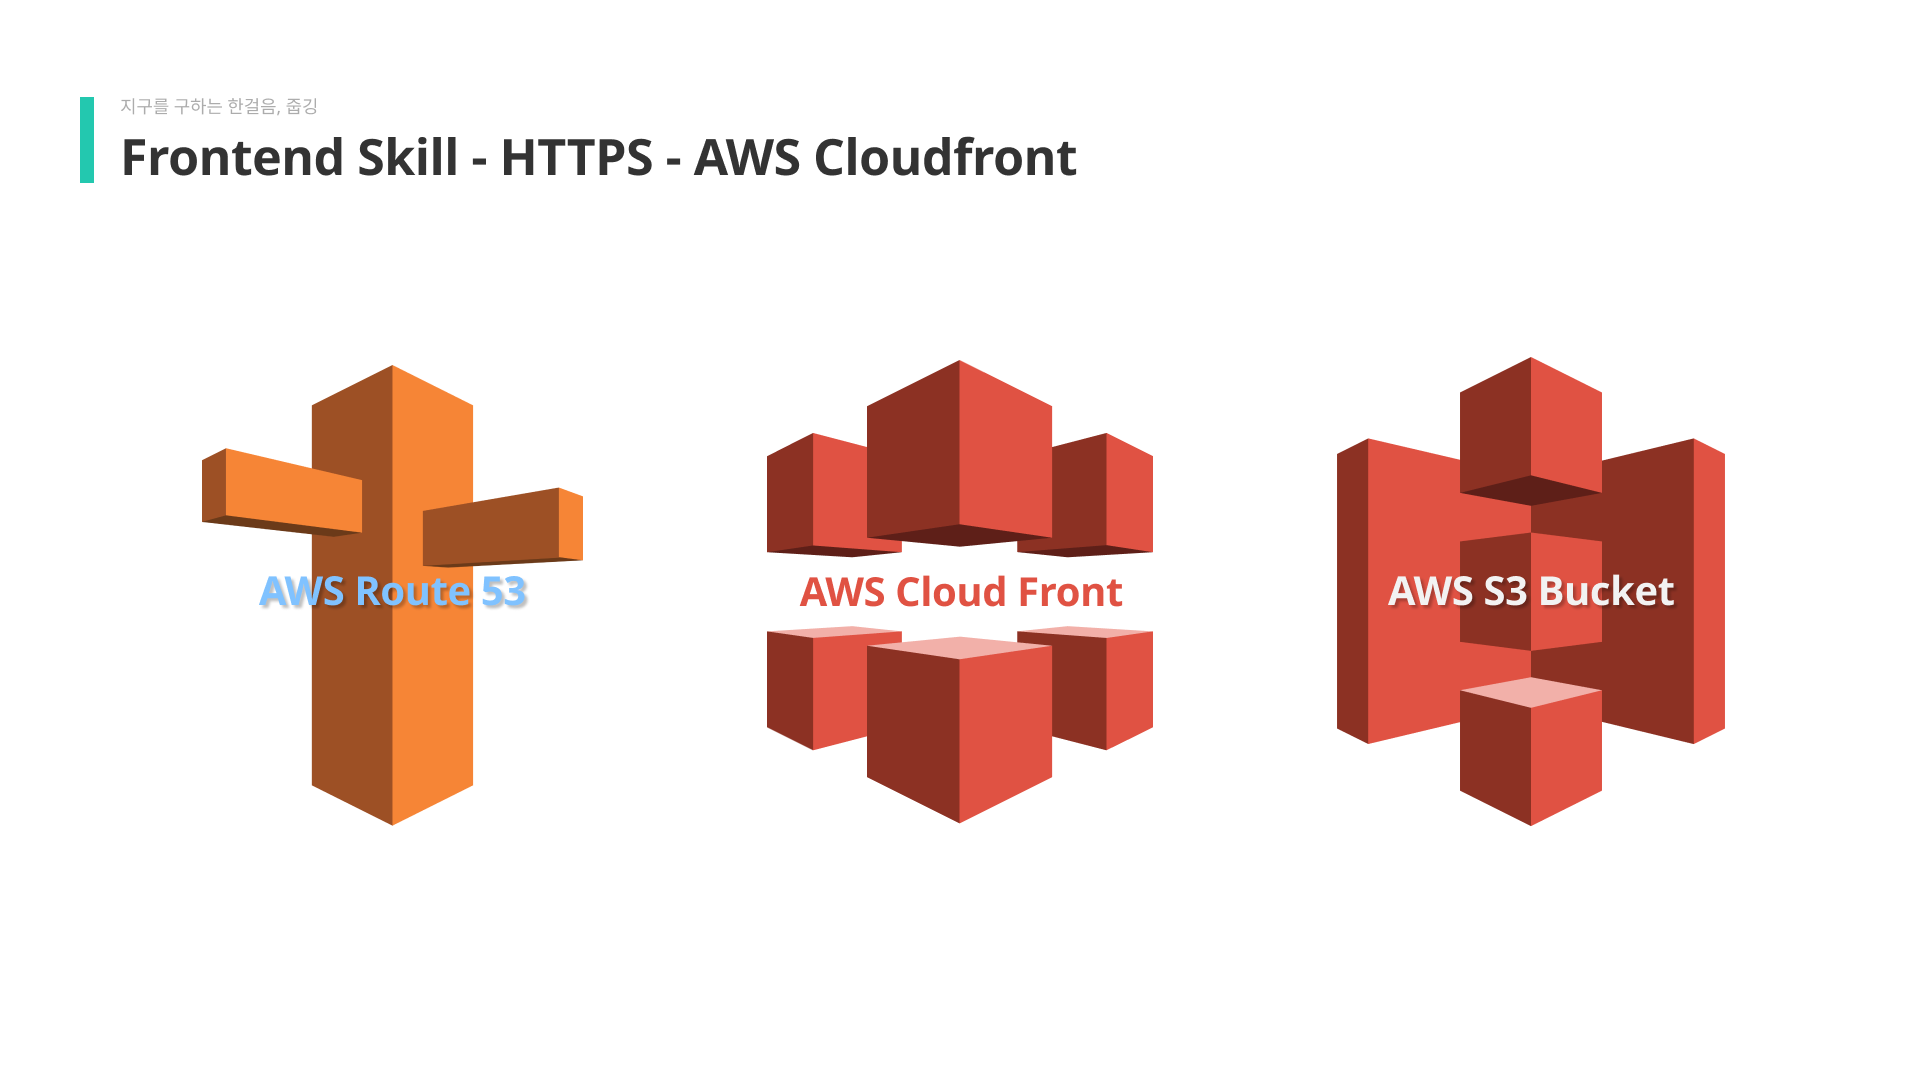 지구를 구하는 한걸음, 줍깅
Frontend Skill - HTTPS - AWS Cloudfront
AWS Route 53
AWS Cloud Front
AWS S3 Bucket